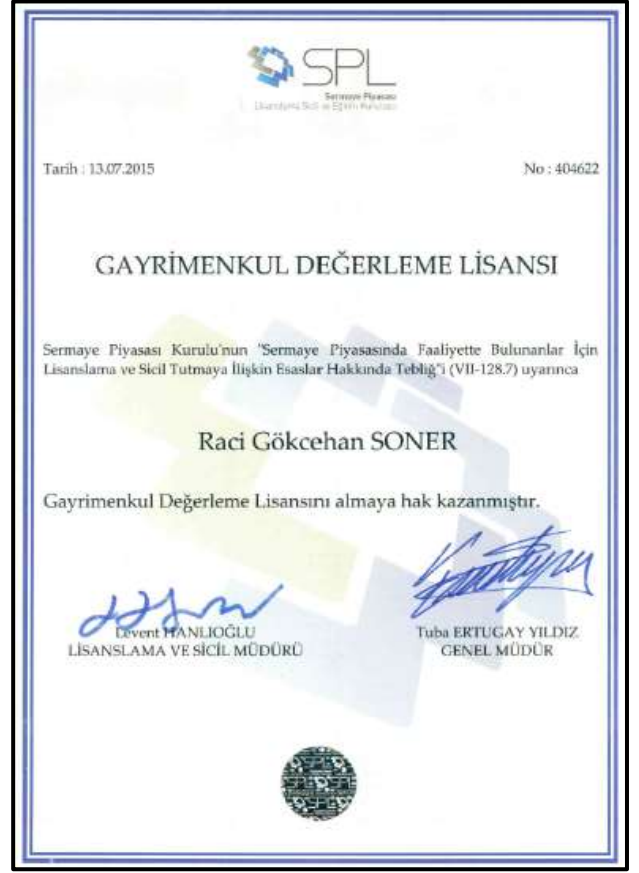 SPL
Sermaye Piyasası
Lisanslama Sicil ve Eğitim Kuruluşu
Tarih : 13.07.2015
No : 404622
GAYRİMENKUL DEĞERLEME LİSANSI
Sermaye Piyasası Kurulu'nun "Sermaye Piyasasında Faaliyette Bulunanlar İçin
Lisanslama ve Sicil Tutmaya İlişkin Esaslar Hakkında Tebliğ"i (VII-128.7) uyarınca
Raci Gökcehan SONER
Gayrimenkul Değerleme Lisansını almaya hak kazanmıştır.
Levent HANLIOĞLU
LİSANSLAMA VE SİCİL MÜDÜRÜ
Tuba ERTUGAY YILDIZ
GENEL MÜDÜR